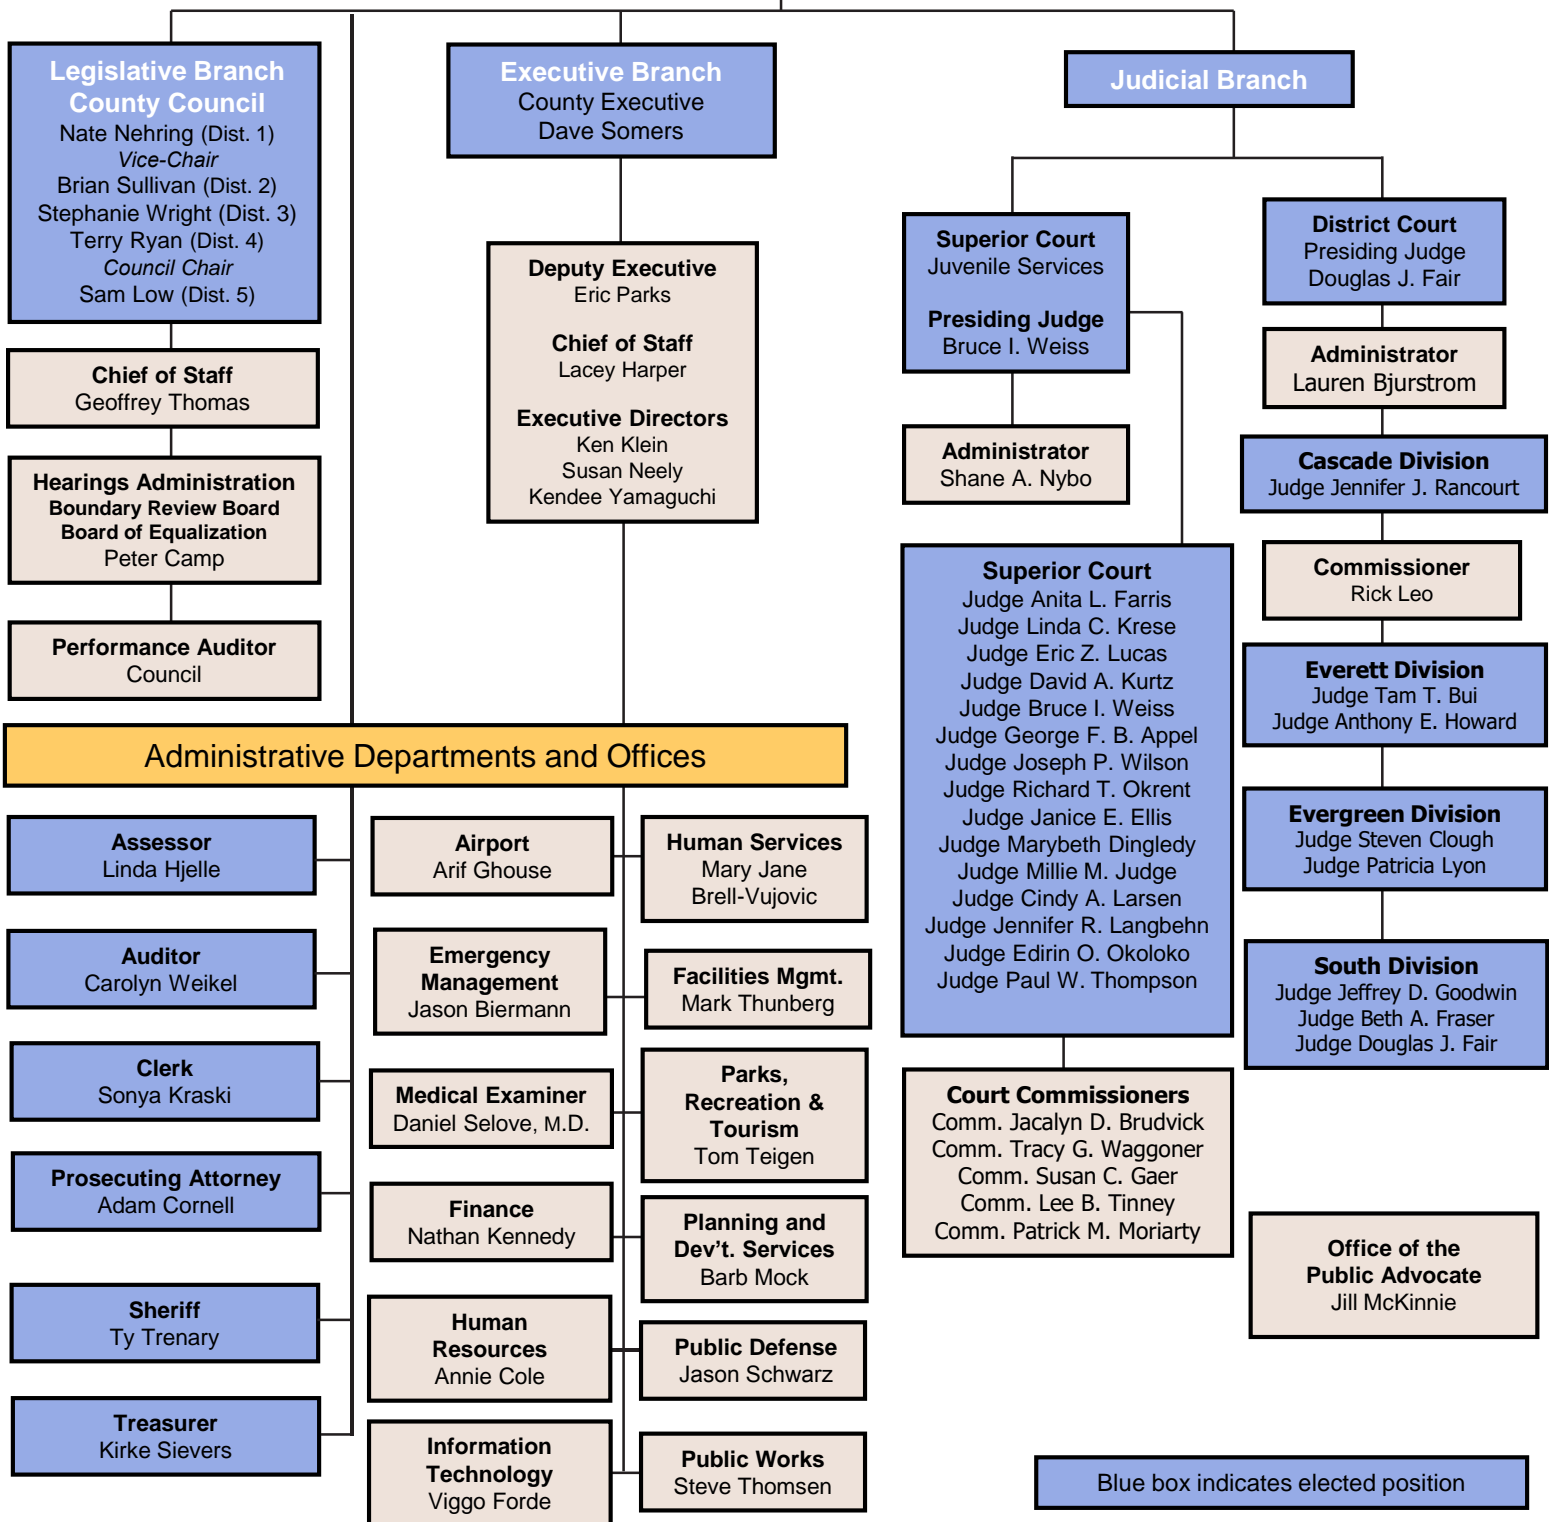 Legislative Branch
County Council
Nate Nehring (Dist. 1)
Vice-Chair
Brian Sullivan (Dist. 2)
Stephanie Wright (Dist. 3)
Terry Ryan (Dist. 4)
Council Chair
Sam Low (Dist. 5)
Chief of Staff
Geoffrey Thomas
Hearings Administration
Boundary Review Board
Board of Equalization
Peter Camp
Performance Auditor
Council
Executive Branch
County Executive
Dave Somers
Deputy Executive
Eric Parks
Chief of Staff
Lacey Harper
Executive Directors
Ken Klein
Susan Neely
Kendee Yamaguchi
Judicial Branch
Superior Court
Juvenile Services
Presiding Judge
Bruce I. Weiss
Administrator
Shane A. Nybo
Superior Court
Judge Anita L. Farris
Judge Linda C. Krese
Judge Eric Z. Lucas
Judge David A. Kurtz
Judge Bruce I. Weiss
Judge George F. B. Appel
Judge Joseph P. Wilson
Judge Richard T. Okrent
Judge Janice E. Ellis
Judge Marybeth Dingledy
Judge Millie M. Judge
Judge Cindy A. Larsen
Judge Jennifer R. Langbehn
Judge Edirin O. Okoloko
Judge Paul W. Thompson
Court Commissioners
Comm. Jacalyn D. Brudvick
Comm. Tracy G. Waggoner
Comm. Susan C. Gaer
Comm. Lee B. Tinney
Comm. Patrick M. Moriarty
District Court
Presiding Judge
Douglas J. Fair
Administrator
Lauren Bjurstrom
Cascade Division
Judge Jennifer J. Rancourt
Commissioner
Rick Leo
Everett Division
Judge Tam T. Bui
Judge Anthony E. Howard
Evergreen Division
Judge Steven Clough
Judge Patricia Lyon
South Division
Judge Jeffrey D. Goodwin
Judge Beth A. Fraser
Judge Douglas J. Fair
Office of the
Public Advocate
Jill McKinnie
Administrative Departments and Offices
Assessor
Linda Hjelle
Auditor
Carolyn Weikel
Clerk
Sonya Kraski
Prosecuting Attorney
Adam Cornell
Sheriff
Ty Trenary
Treasurer
Kirke Sievers
Airport
Arif Ghouse
Emergency
Management
Jason Biermann
Medical Examiner
Daniel Selove, M.D.
Finance
Nathan Kennedy
Human
Resources
Annie Cole
Information
Technology
Viggo Forde
Human Services
Mary Jane
Brell-Vujovic
Facilities Mgmt.
Mark Thunberg
Parks,
Recreation &
Tourism
Tom Teigen
Planning and
Dev’t. Services
Barb Mock
Public Defense
Jason Schwarz
Public Works
Steve Thomsen
Blue box indicates elected position